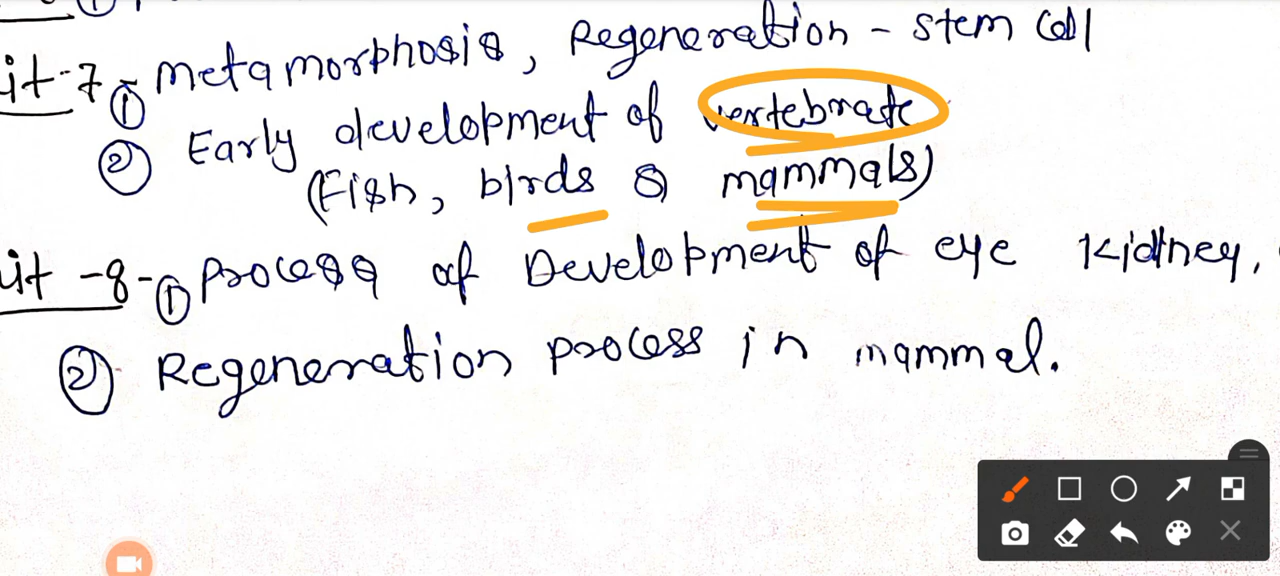 it-7 ① Metamorphosis, Regeneration - stem cell
② Early development of vertebrate
(Fish, birds & mammals)
it -8-① Process of Development of eye Kidney,
② Regeneration process in mammal.